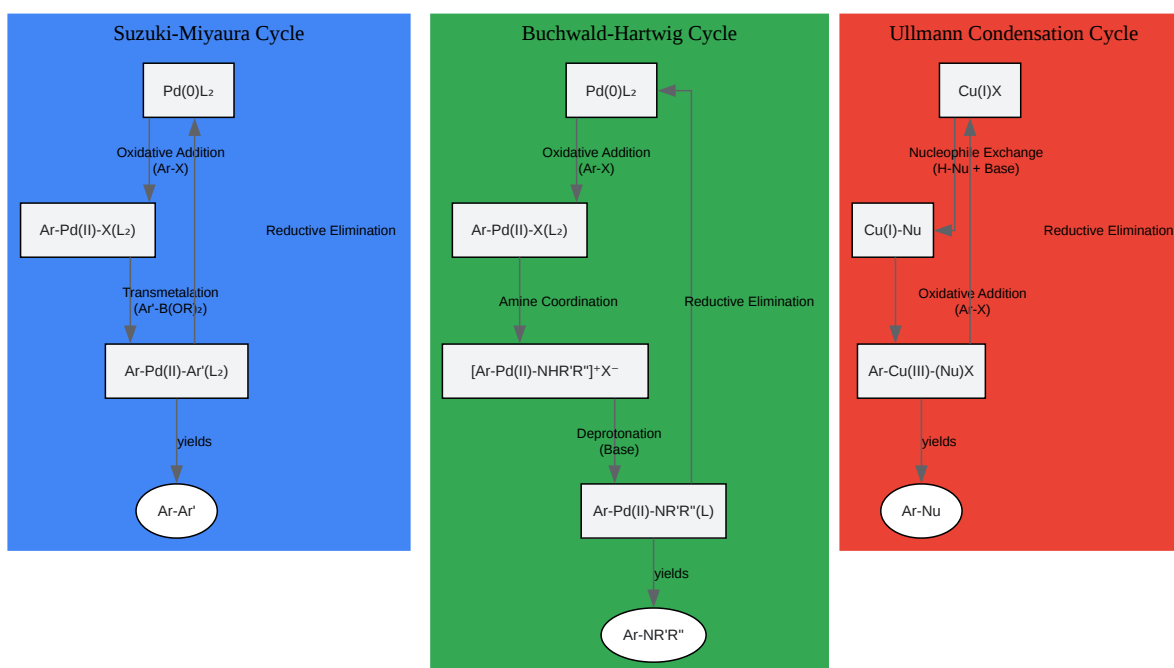 Suzuki-Miyaura Cycle
Pd(0)L₂
Oxidative Addition
(Ar-X)
Ar-Pd(II)-X(L₂)
Reductive Elimination
Transmetalation
(Ar'-B(OR)₂)
Ar-Pd(II)-Ar'(L₂)
yields
Ar-Ar'
Buchwald-Hartwig Cycle
Pd(0)L₂
Oxidative Addition
(Ar-X)
Ar-Pd(II)-X(L₂)
Amine Coordination
Reductive Elimination
[Ar-Pd(II)-NHR'R"]⁺X⁻
Deprotonation
(Base)
Ar-Pd(II)-NR'R"(L)
yields
Ar-NR'R"
Ullmann Condensation Cycle
Cu(I)X
Nucleophile Exchange
(H-Nu + Base)
Cu(I)-Nu
Reductive Elimination
Oxidative Addition
(Ar-X)
Ar-Cu(III)-(Nu)X
yields
Ar-Nu